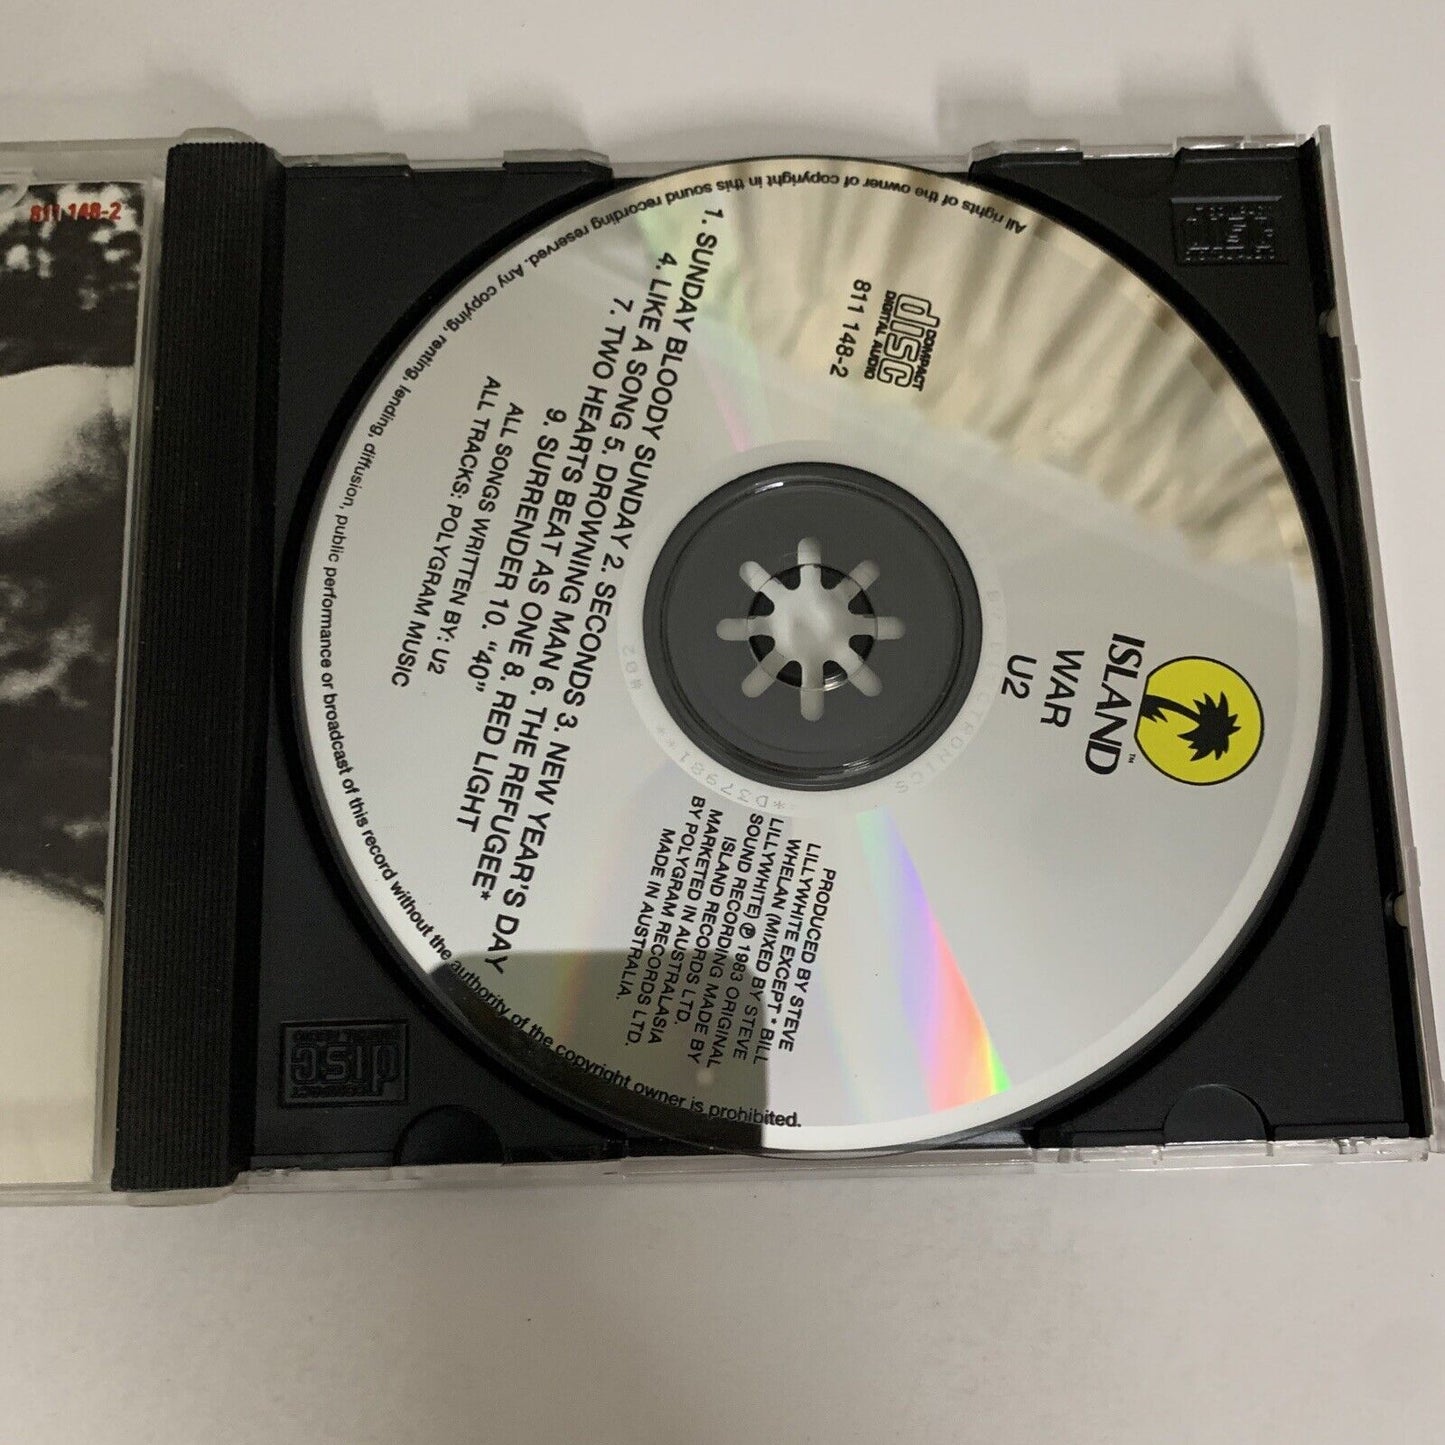 811 148-2
ISLAND™
WAR
U2
COMPACT
disc
DIGITAL AUDIO
811 148-2
1. SUNDAY BLOODY SUNDAY 2. SECONDS 3. NEW YEAR'S DAY
4. LIKE A SONG 5. DROWNING MAN 6. THE REFUGEE*
7. TWO HEARTS BEAT AS ONE 8. RED LIGHT
9. SURRENDER 10. "40"
ALL SONGS WRITTEN BY: U2
ALL TRACKS: POLYGRAM MUSIC
PRODUCED BY STEVE
LILLYWHITE EXCEPT * BILL
WHELAN (MIXED BY STEVE
LILLYWHITE) ℗ 1983 ORIGINAL
SOUND RECORDING MADE BY
ISLAND RECORDS LTD.
MARKETED IN AUSTRALASIA
BY POLYGRAM RECORDS LTD.
MADE IN AUSTRALIA.
All rights of the owner of copyright in this sound recording reserved. Any copying, renting, lending, diffusion, public performance or broadcast of this record without the authority of the copyright owner is prohibited.
disc